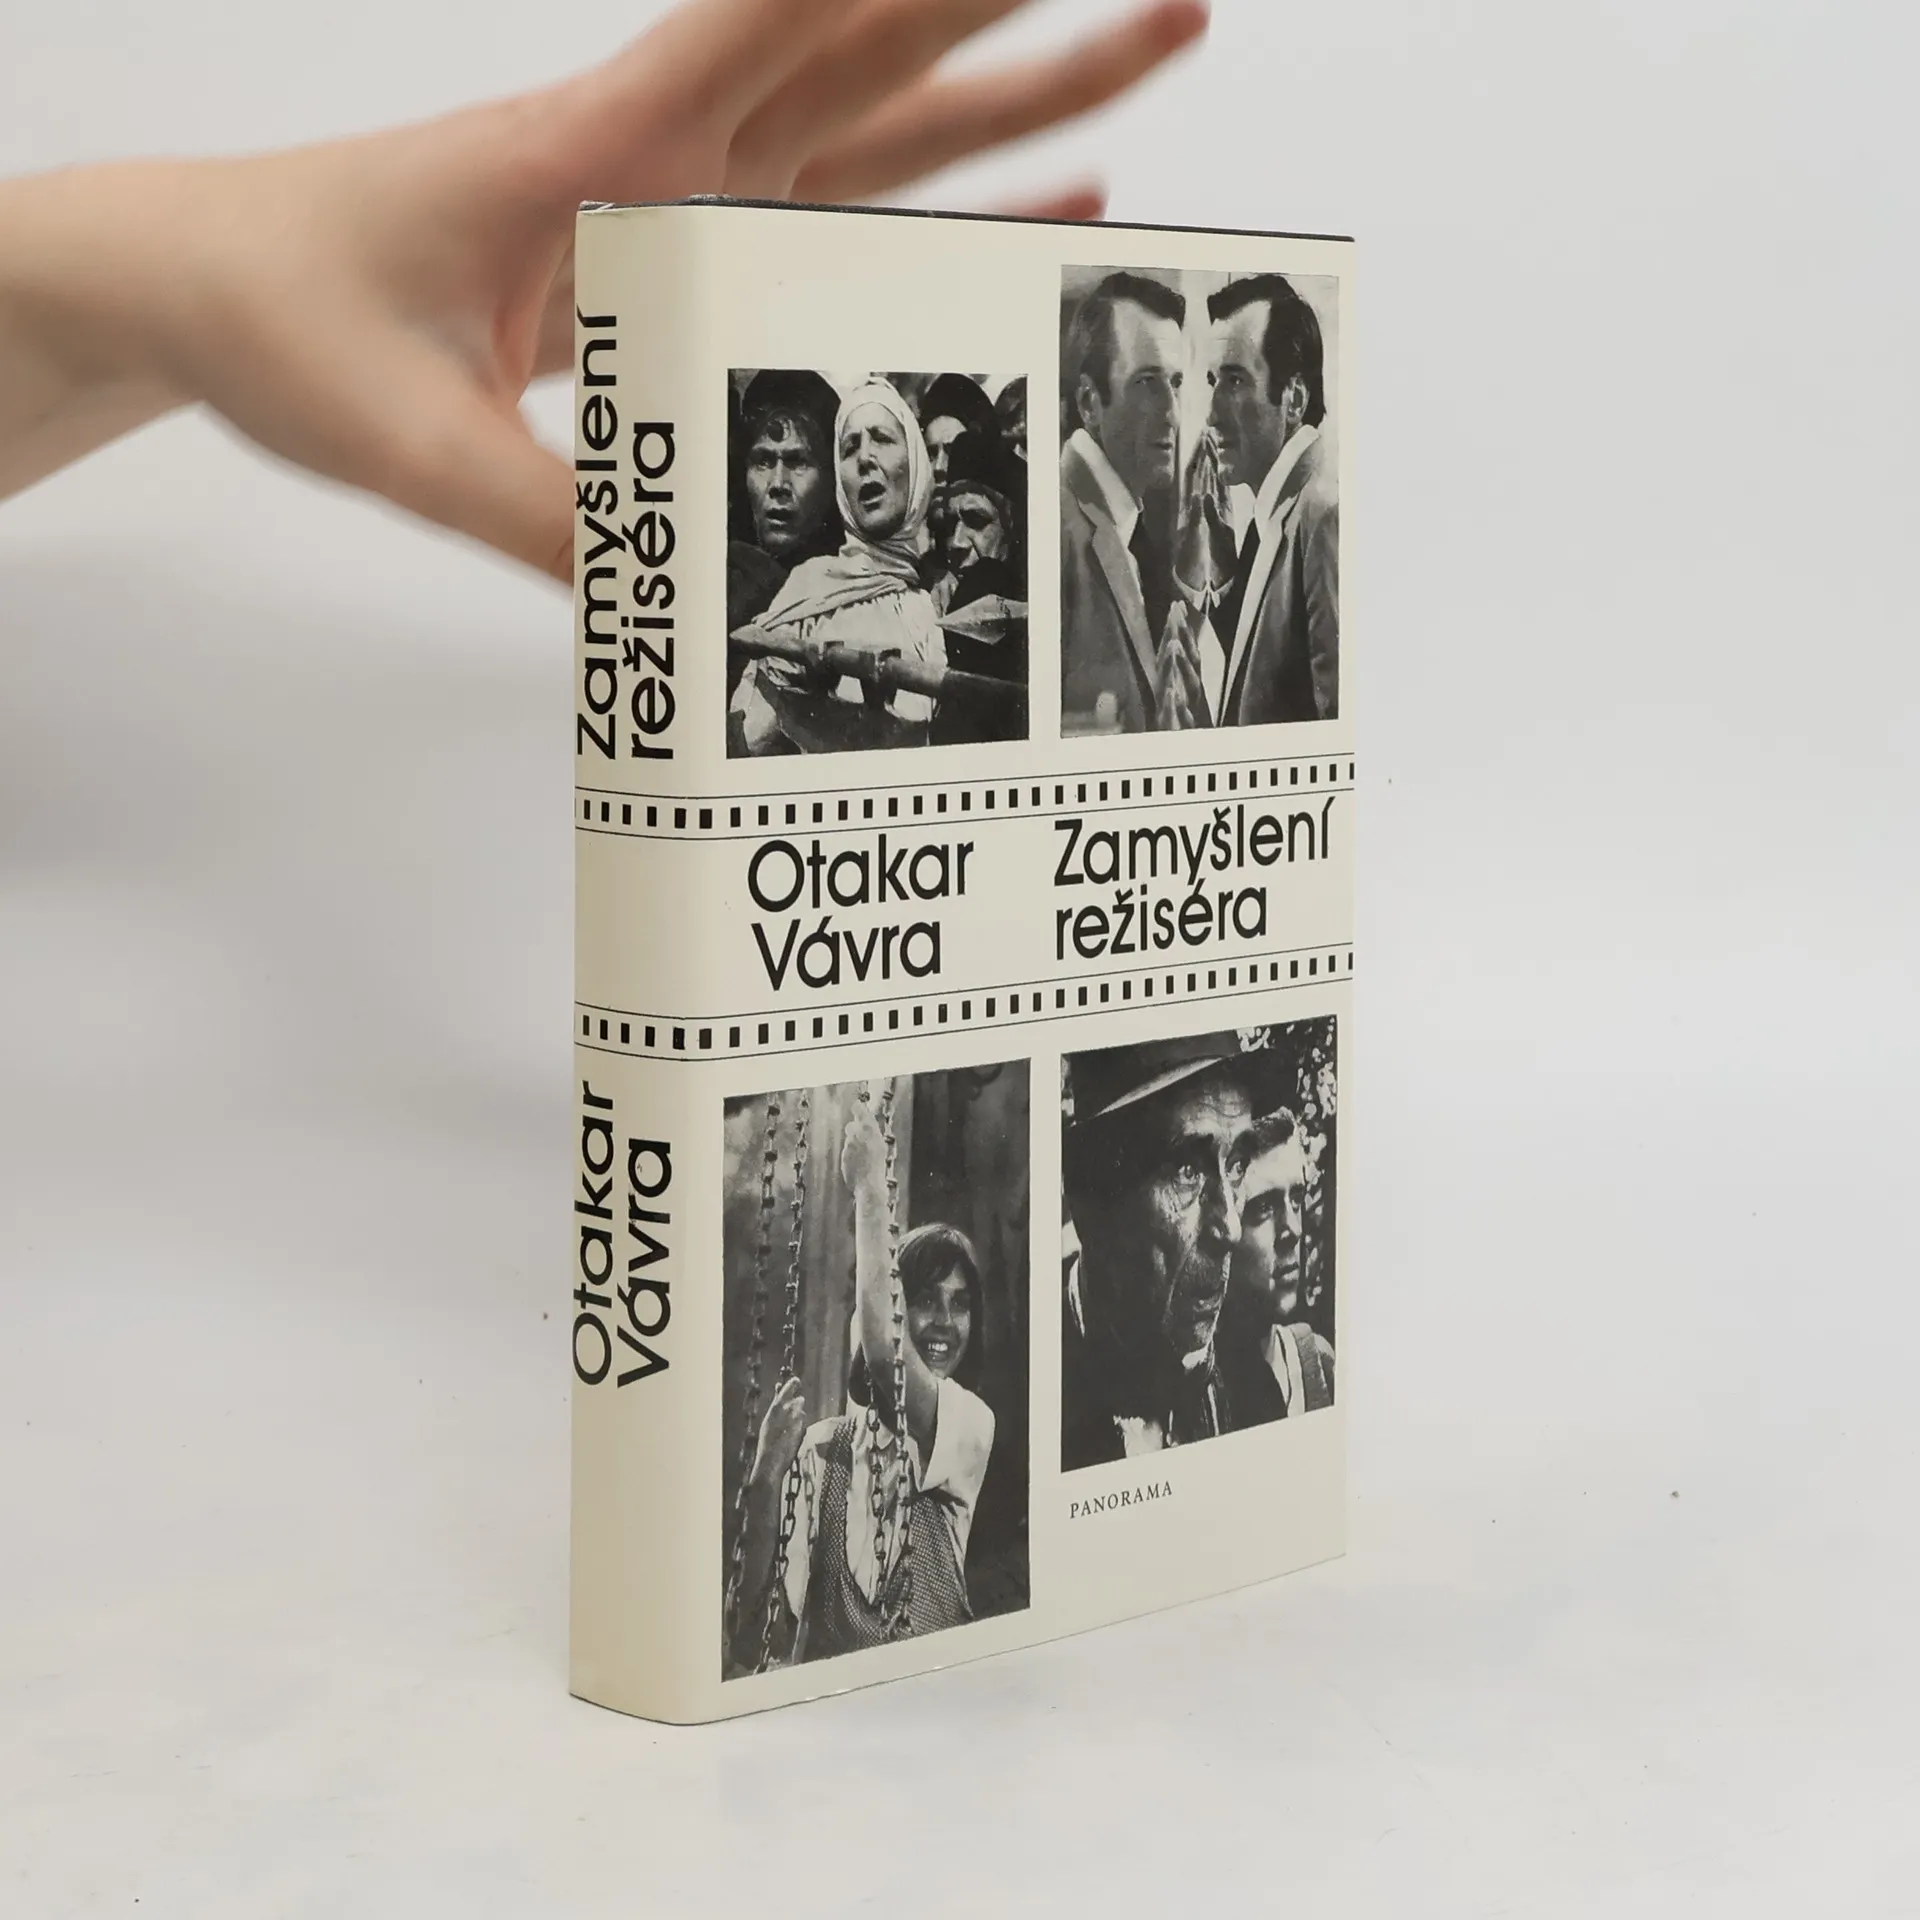 Zamyšlení
režiséra
Otakar
Vávra
Otakar
Vávra
Zamyšlení
režiséra
PANORAMA